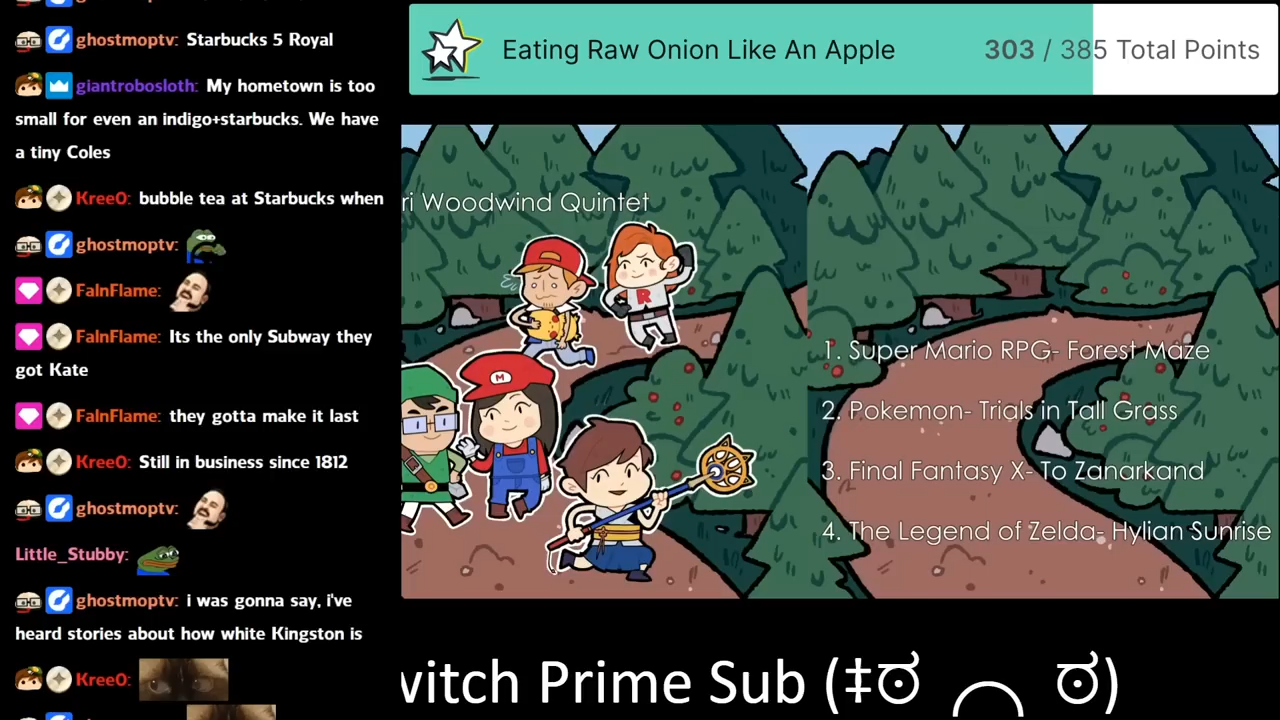 ghostmoptv: Starbucks 5 Royal
giantrobosloth: My hometown is too
small for even an indigo+starbucks. We have
a tiny Coles
KreeO: bubble tea at Starbucks when
ghostmoptv:
FalnFlame:
FalnFlame: Its the only Subway they
got Kate
FalnFlame: they gotta make it last
KreeO: Still in business since 1812
ghostmoptv:
Little_Stubby:
ghostmoptv: i was gonna say, i've
heard stories about how white Kingston is
KreeO:
Eating Raw Onion Like An Apple
303 / 385 Total Points
ri Woodwind Quintet
R
M
1. Super Mario RPG- Forest Maze
2. Pokemon- Trials in Tall Grass
3. Final Fantasy X- To Zanarkand
4. The Legend of Zelda- Hylian Sunrise
witch Prime Sub (‡ಠ ︵ ಠ)